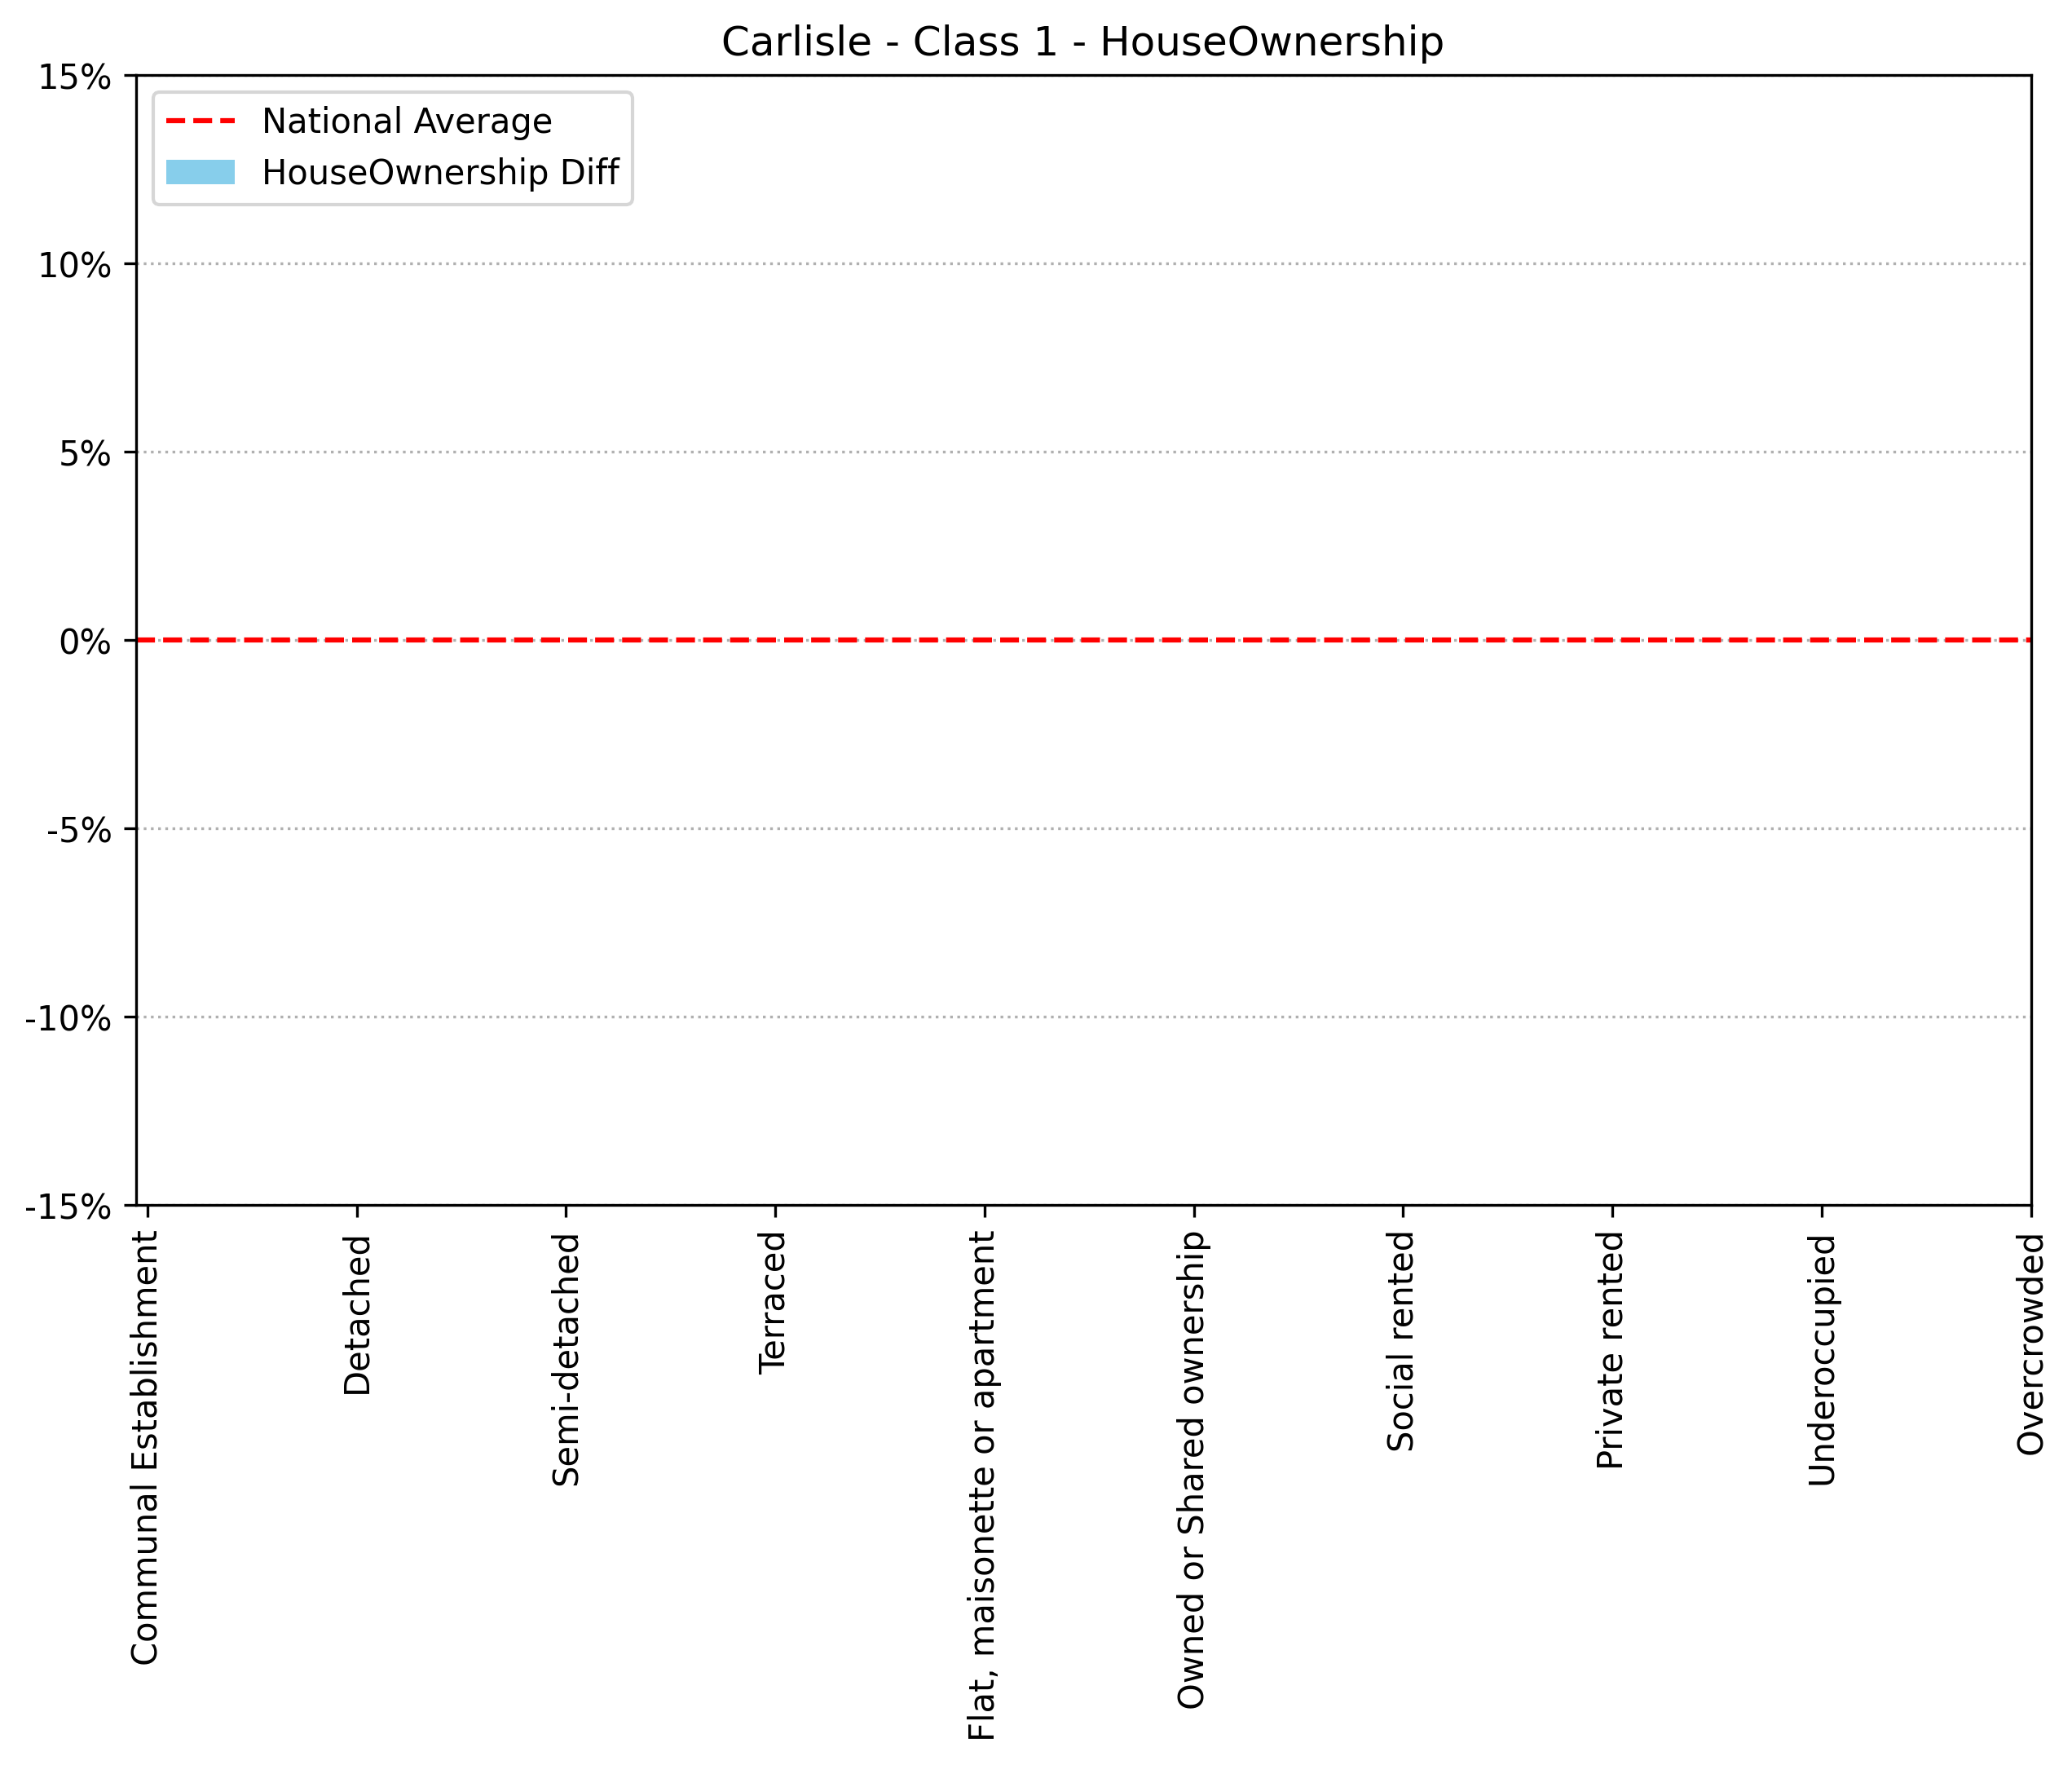 Carlisle - Class 1 - HouseOwnership
15%
National Average
HouseOwnership Diff
10%
5%
0%
-5%
-10%
-15%
Communal Establishment
Detached
Semi-detached
Terraced
Flat, maisonette or apartment
Owned or Shared ownership
Social rented
Private rented
Underoccupied
Overcrowded